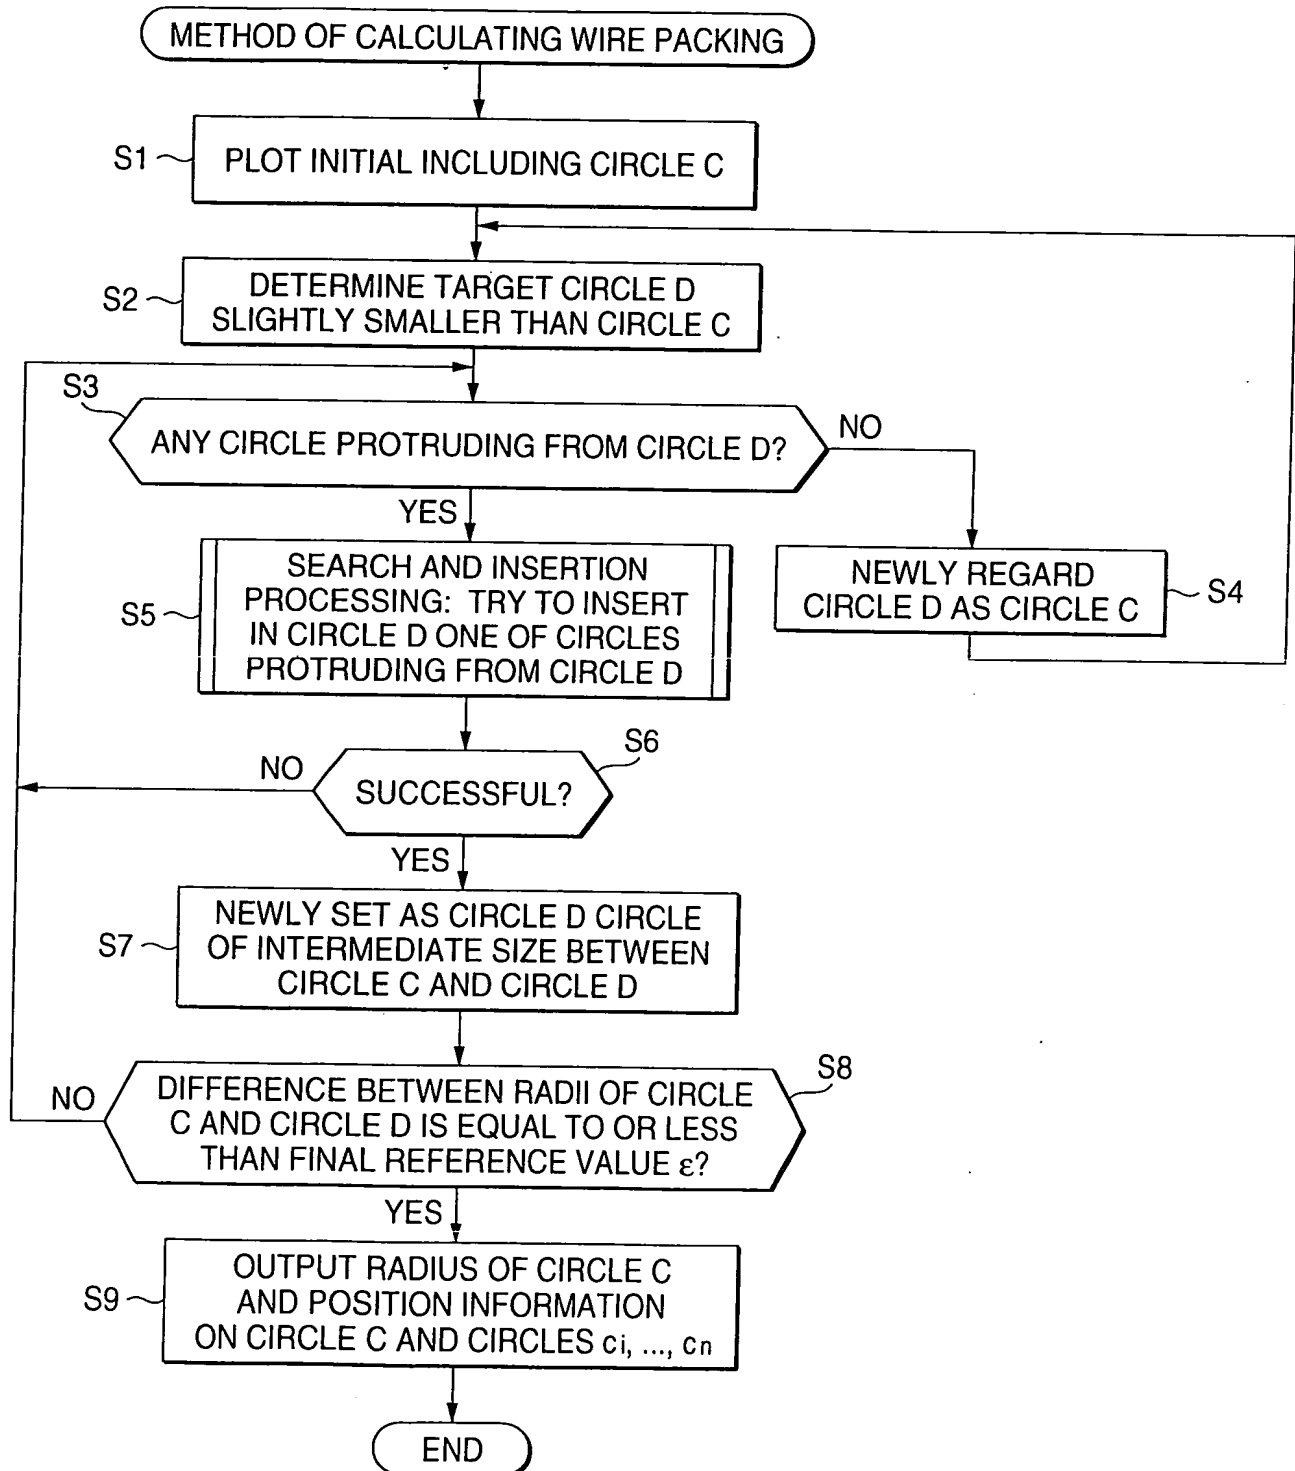 METHOD OF CALCULATING WIRE PACKING
S1
PLOT INITIAL INCLUDING CIRCLE C
S2
DETERMINE TARGET CIRCLE D
SLIGHTLY SMALLER THAN CIRCLE C
S3
ANY CIRCLE PROTRUDING FROM CIRCLE D?
NO
YES
S5
SEARCH AND INSERTION
PROCESSING: TRY TO INSERT
IN CIRCLE D ONE OF CIRCLES
PROTRUDING FROM CIRCLE D
NEWLY REGARD
CIRCLE D AS CIRCLE C
S4
S6
NO
SUCCESSFUL?
YES
S7
NEWLY SET AS CIRCLE D CIRCLE
OF INTERMEDIATE SIZE BETWEEN
CIRCLE C AND CIRCLE D
S8
NO
DIFFERENCE BETWEEN RADII OF CIRCLE
C AND CIRCLE D IS EQUAL TO OR LESS
THAN FINAL REFERENCE VALUE ε?
YES
S9
OUTPUT RADIUS OF CIRCLE C
AND POSITION INFORMATION
ON CIRCLE C AND CIRCLES ci, ..., cn
END